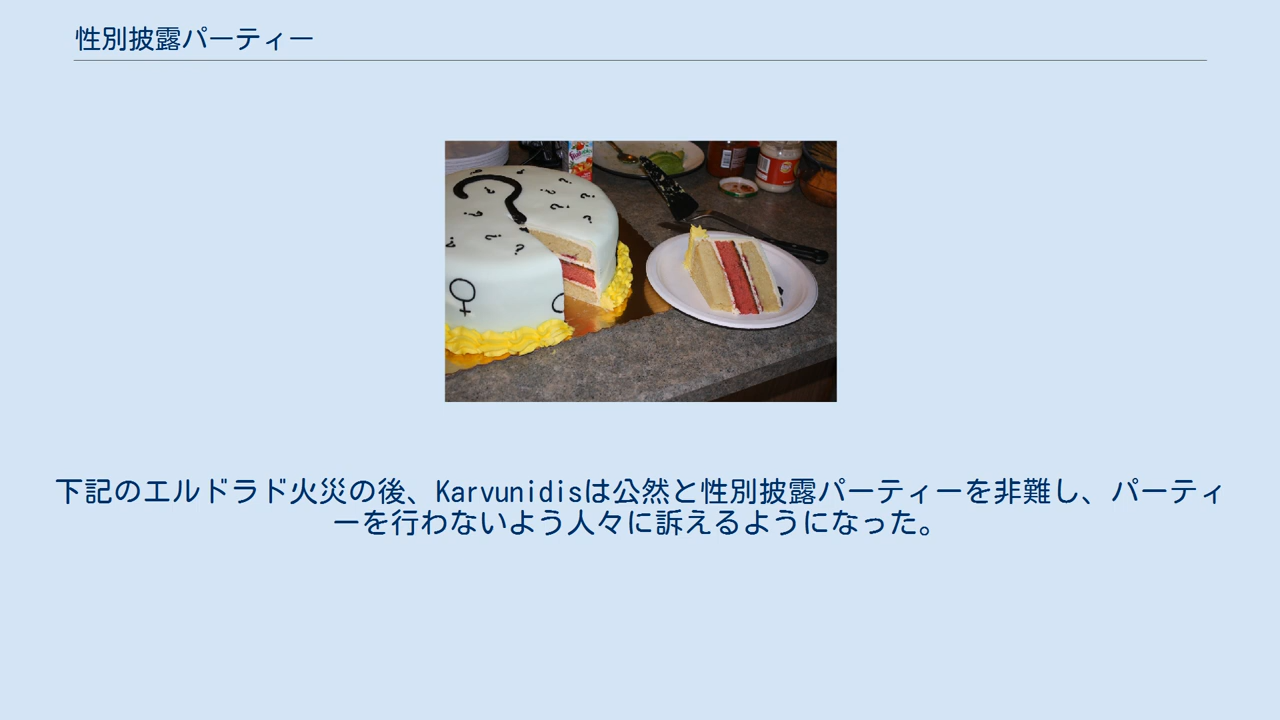 性別披露パーティー
下記のエルドラド火災の後、Karvunidisは公然と性別披露パーティーを非難し、パーティ
ーを行わないよう人々に訴えるようになった。